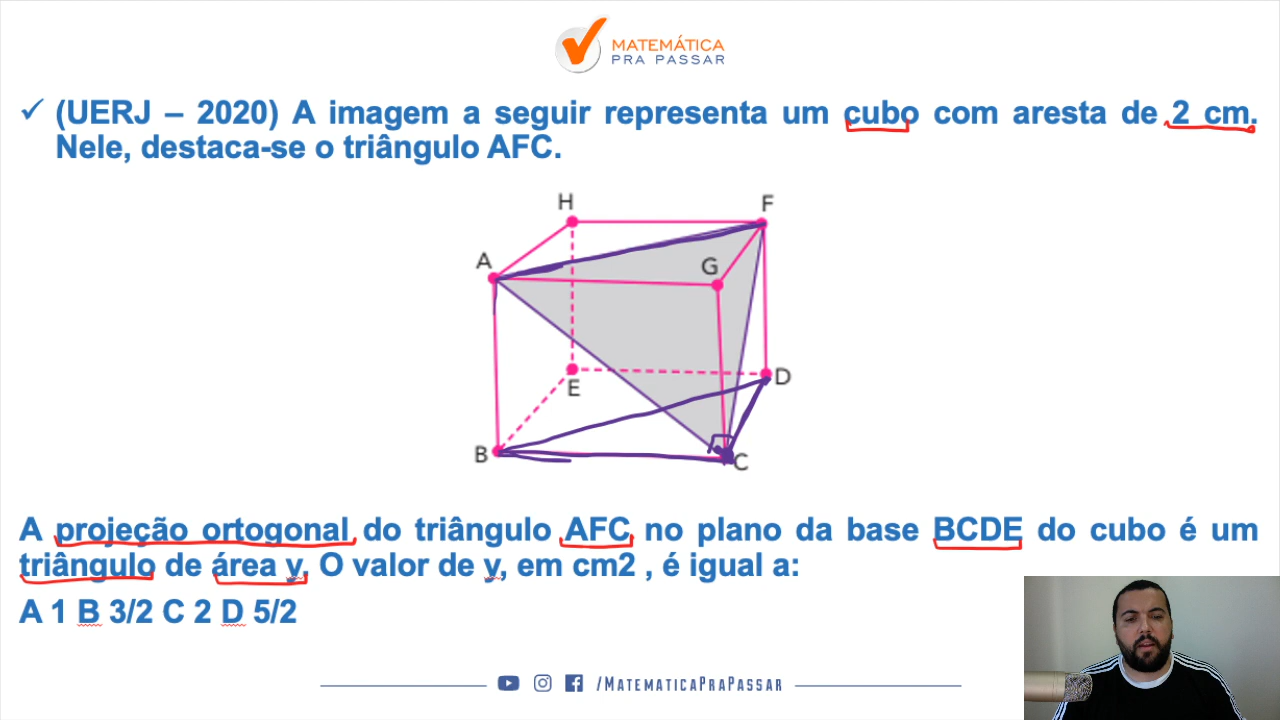 MATEMÁTICA
PRA PASSAR
✓ (UERJ – 2020) A imagem a seguir representa um cubo com aresta de 2 cm.
Nele, destaca-se o triângulo AFC.
H
F
A
G
E
D
B
C
A projeção ortogonal do triângulo AFC no plano da base BCDE do cubo é um
triângulo de área y. O valor de y, em cm2 , é igual a:
A 1 B 3/2 C 2 D 5/2
/MATEMATICAPRAPASSAR